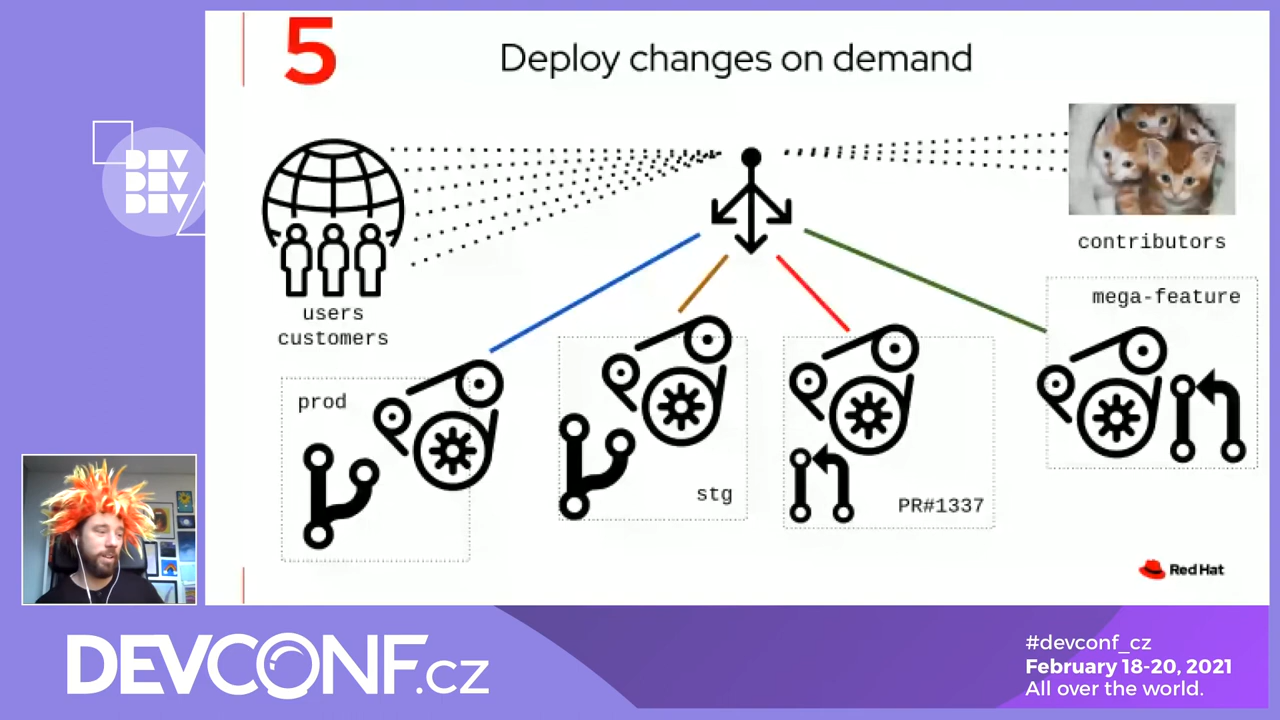 5
Deploy changes on demand
DEV
DEV
DEV
users
customers
contributors
mega-feature
prod
stg
PR#1337
Red Hat
DEVCONF.cz
#devconf_cz
February 18-20, 2021
All over the world.